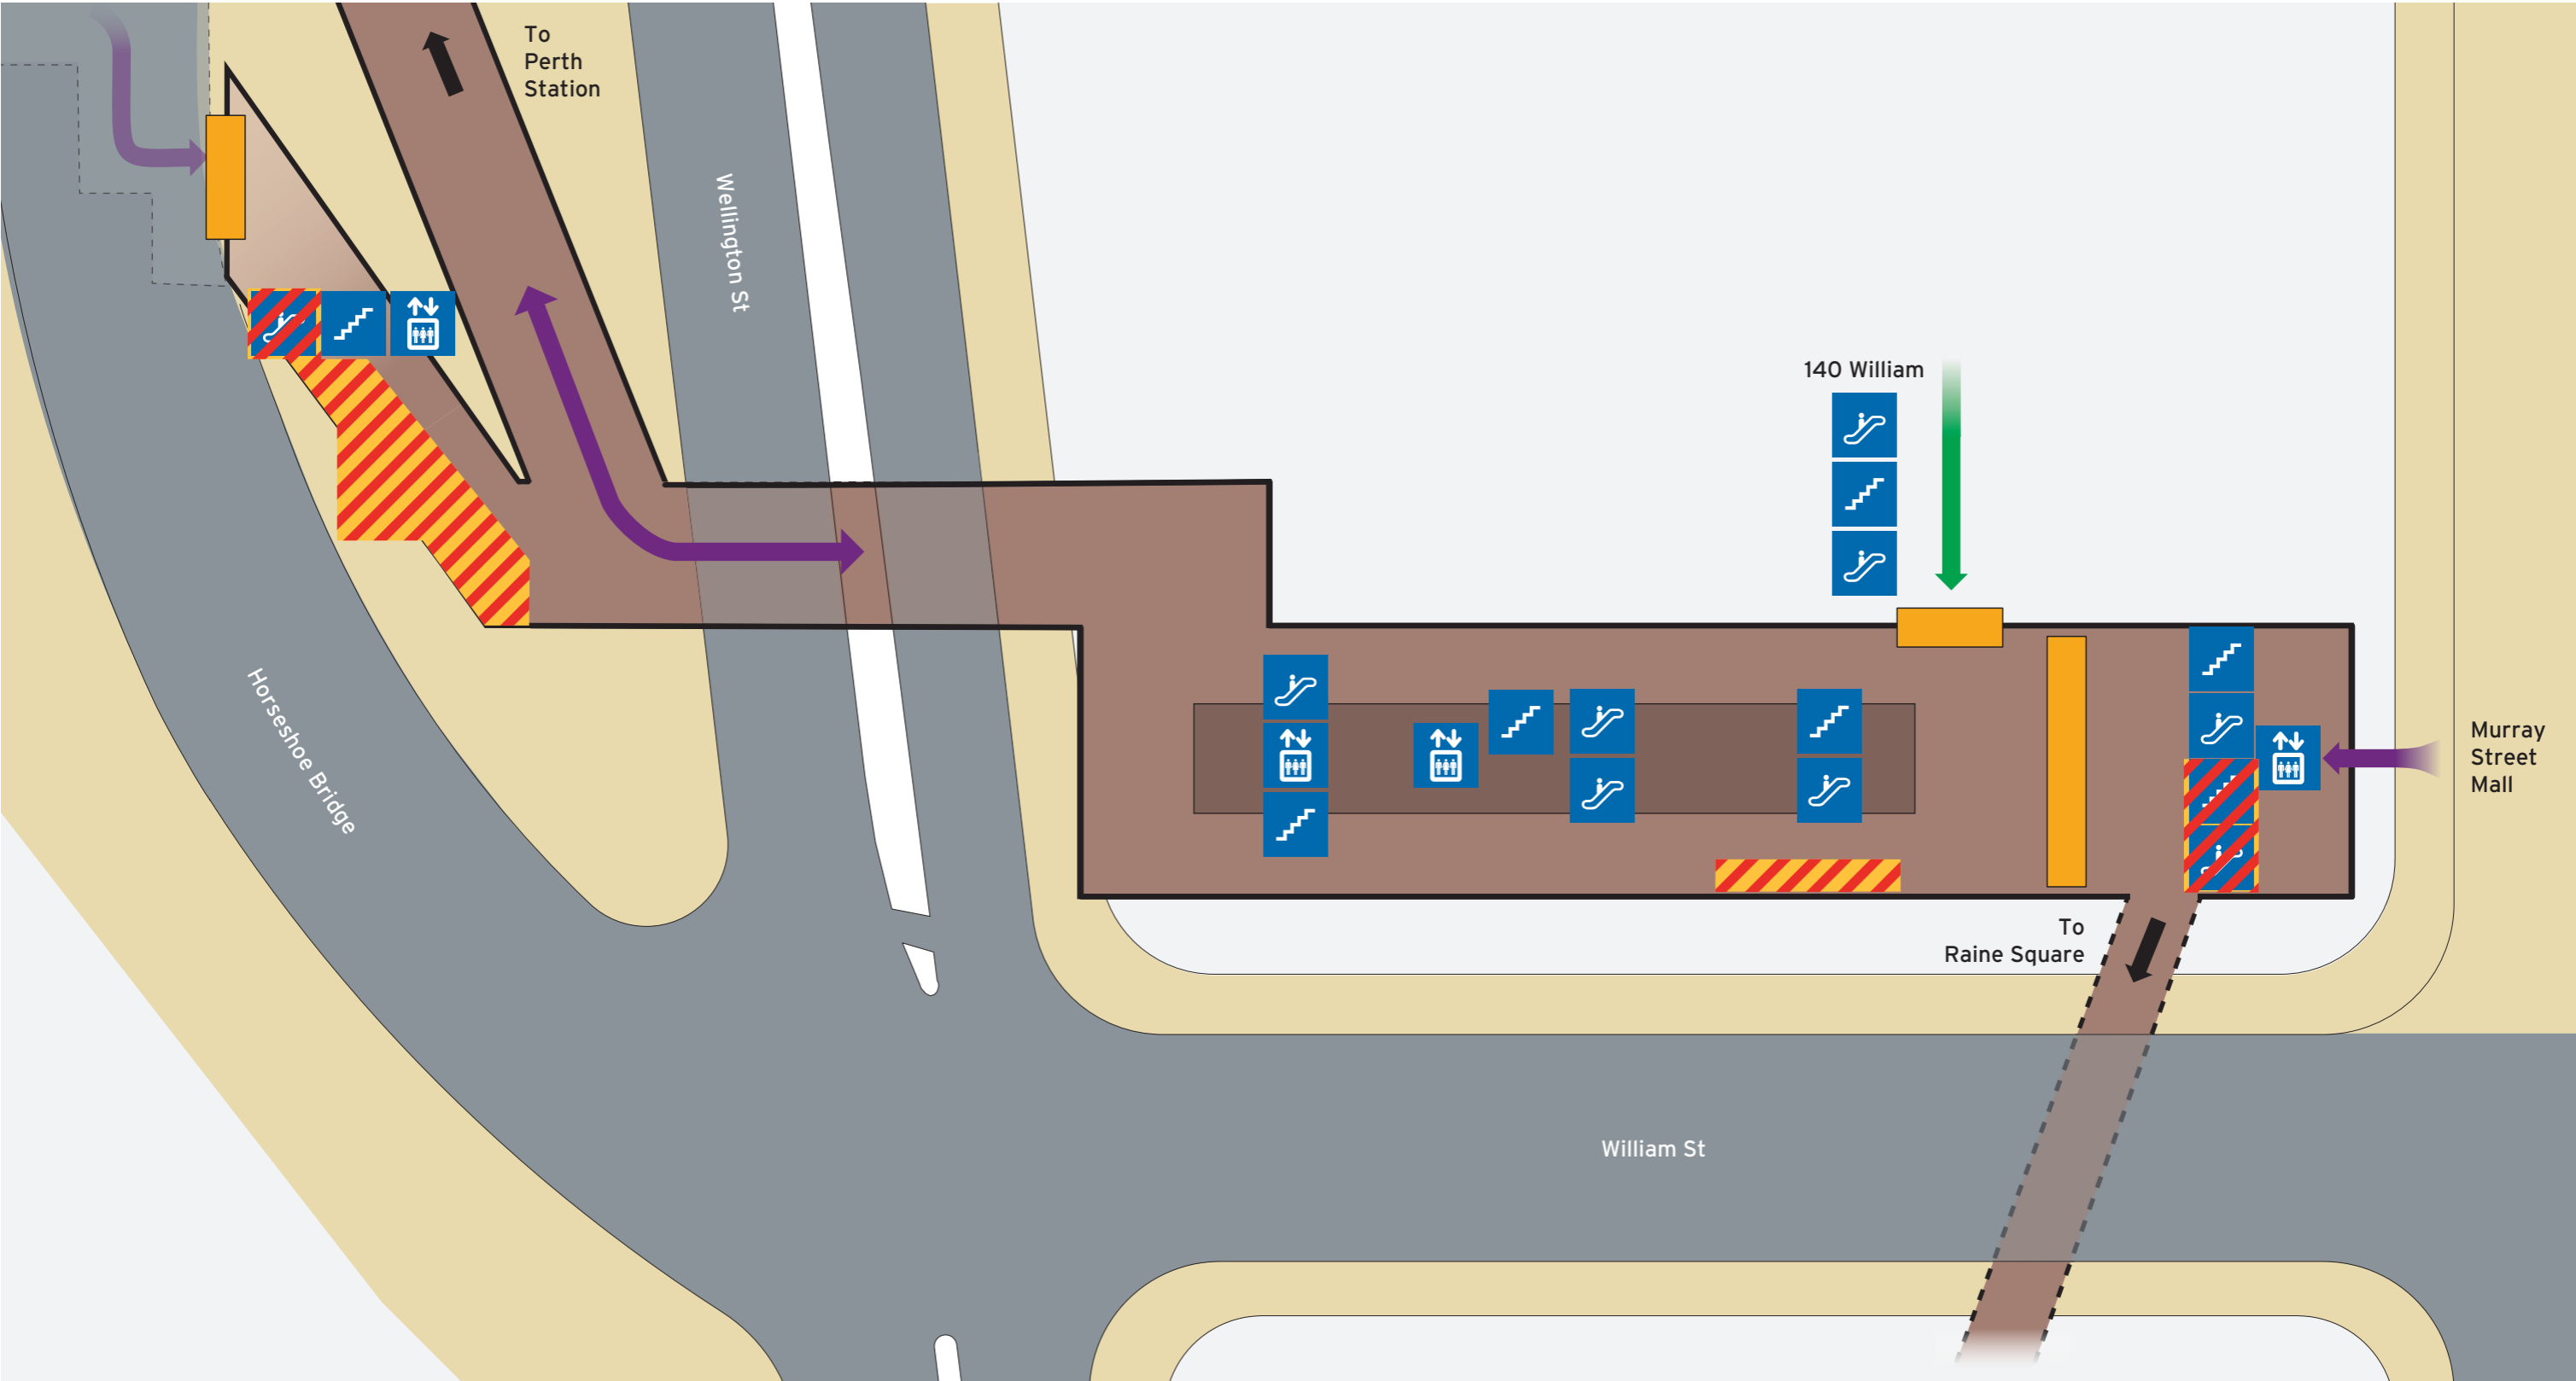 To
Perth
Station
Wellington St
140 William
Horseshoe Bridge
Murray
Street
Mall
To
Raine Square
William St